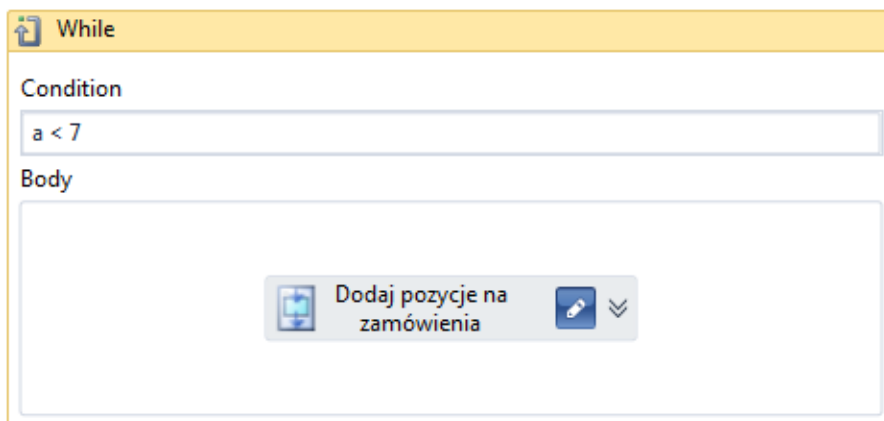 While
Condition
a < 7
Body
Dodaj pozycje na
zamówienia